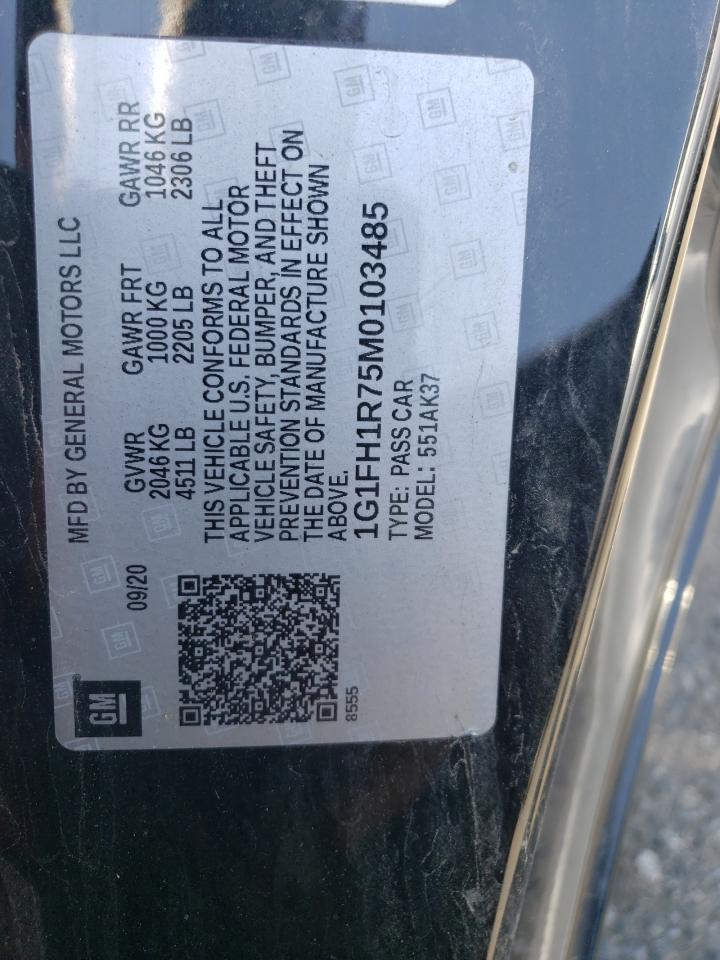 MFD BY GENERAL MOTORS LLC
09/20
GVWR GAWR FRT GAWR RR
2046 KG 1000 KG 1046 KG
4511 LB 2205 LB 2306 LB
THIS VEHICLE CONFORMS TO ALL
APPLICABLE U.S. FEDERAL MOTOR
VEHICLE SAFETY, BUMPER, AND THEFT
PREVENTION STANDARDS IN EFFECT ON
THE DATE OF MANUFACTURE SHOWN
ABOVE.
1G1FH1R75M0103485
TYPE: PASS CAR
MODEL: 551AK37
GM
8555